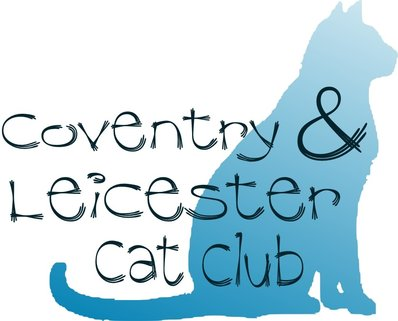 Coventry &
Leicester
cat club